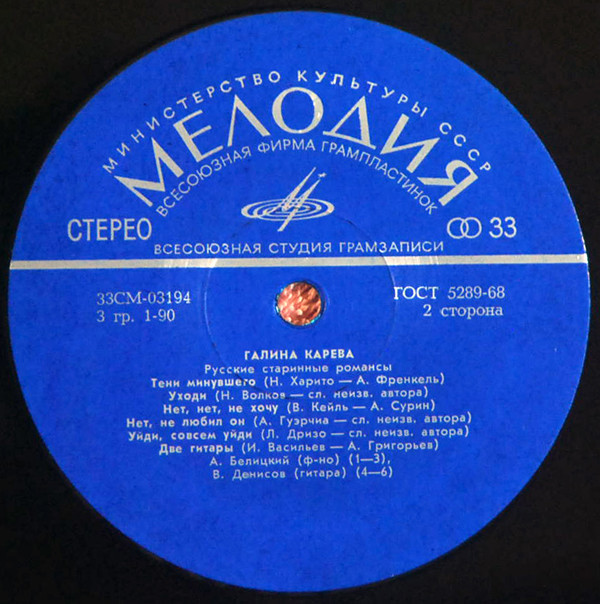 МИНИСТЕРСТВО КУЛЬТУРЫ СССР
МЕЛОДИЯ
ВСЕСОЮЗНАЯ ФИРМА ГРАМПЛАСТИНОК
СТЕРЕО
33
ВСЕСОЮЗНАЯ СТУДИЯ ГРАМЗАПИСИ
33СМ-03194
ГОСТ 5289-68
3 гр. 1-90
2 сторона
ГАЛИНА КАРЕВА
Русские старинные романсы
Тени минувшего (Н. Харито — А. Френкель)
Уходи (Н. Волков — сл. неизв. автора)
Нет, нет, не хочу (В. Кейль — А. Сурин)
Нет, не любил он (А. Гуэрчиа — сл. неизв. автора)
Уйди, совсем уйди (Л. Дризо — сл. неизв. автора)
Две гитары (И. Васильев — А. Григорьев)
А. Белицкий (ф-но) (1—3),
В. Денисов (гитара) (4—6)